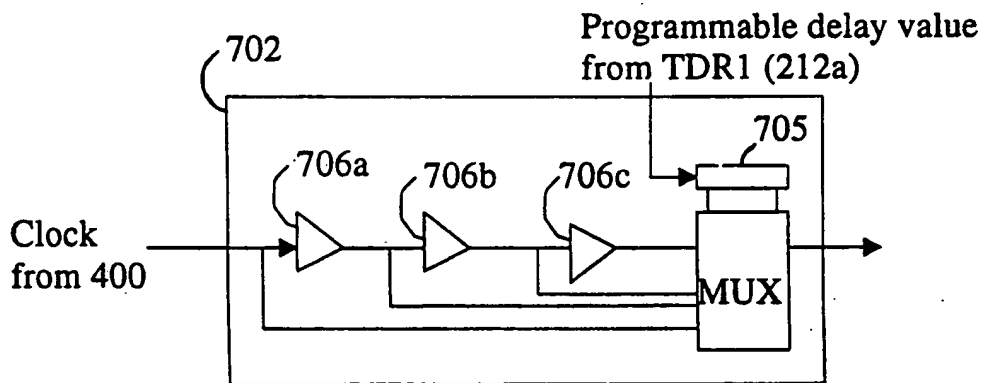 Programmable delay value
from TDR1 (212a)
702
705
706a
706b
706c
Clock
from 400
MUX